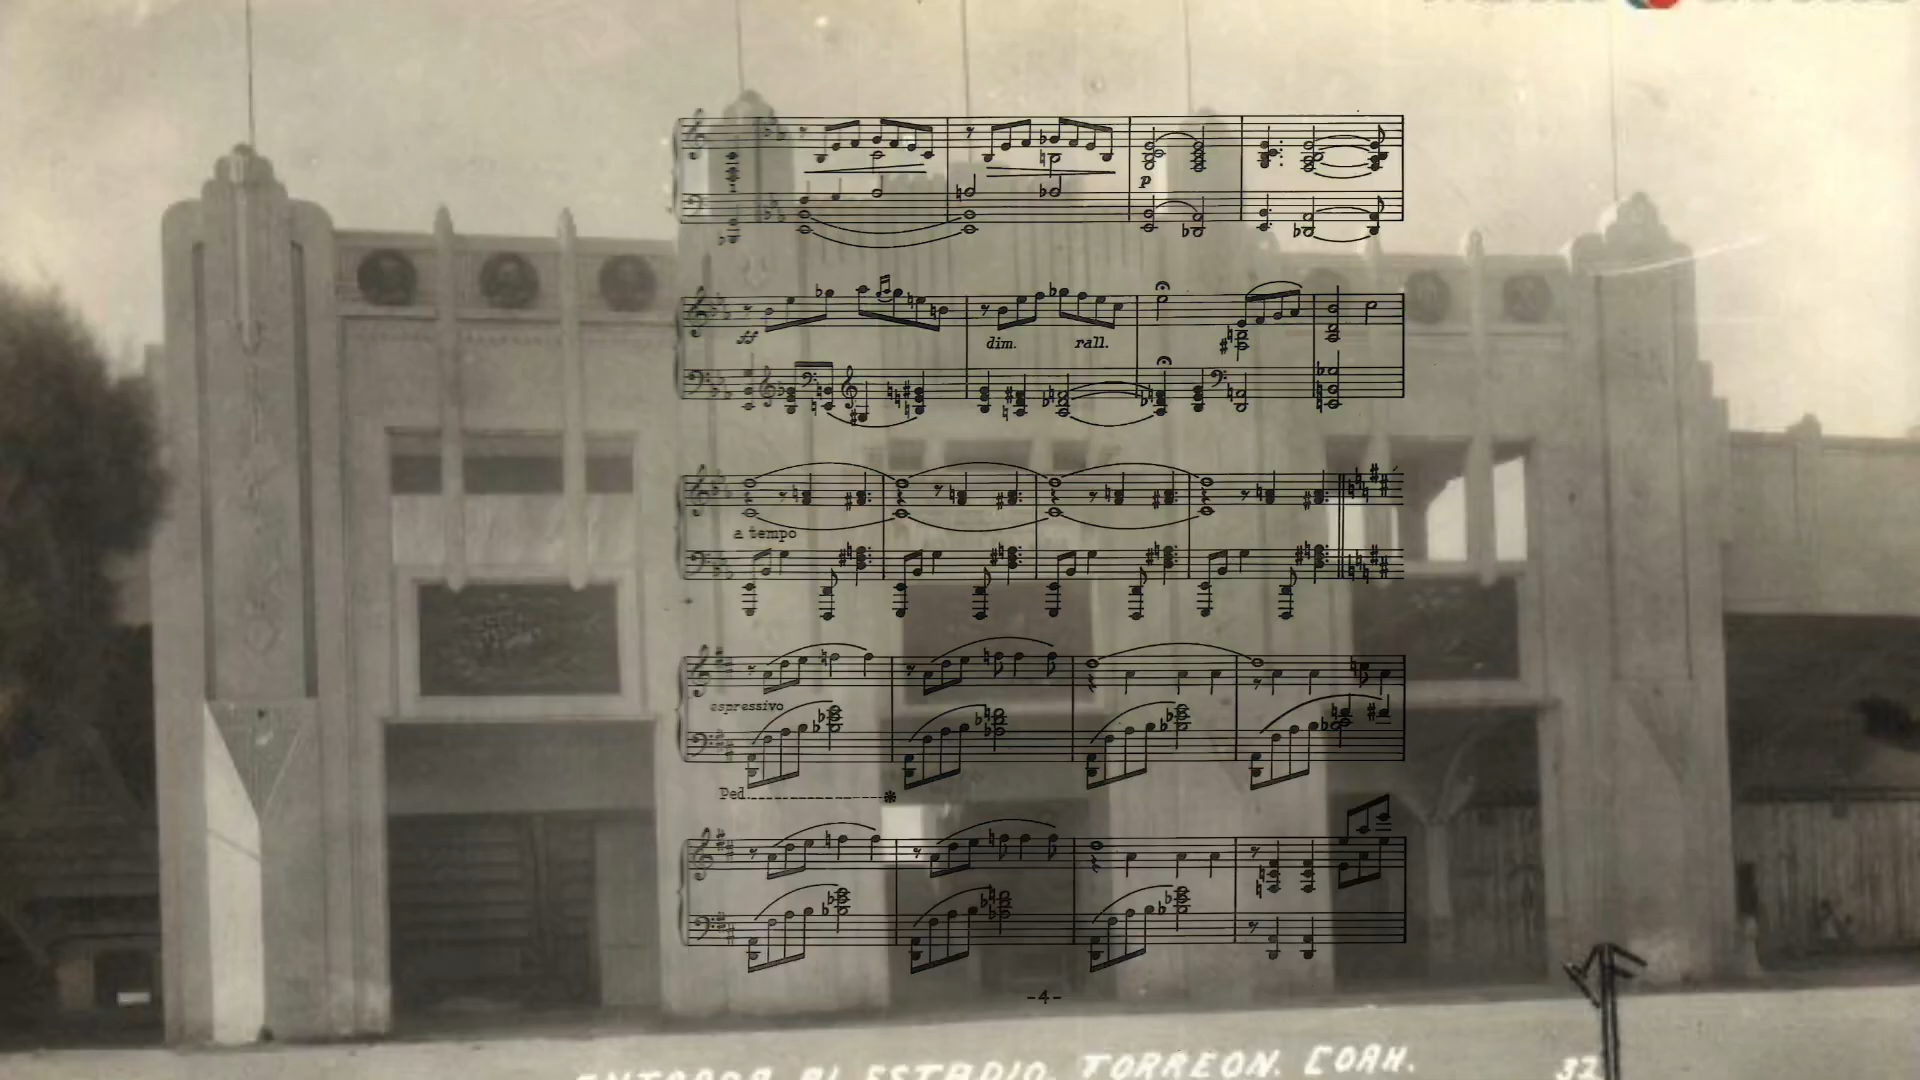 p
ff
dim. rall.
a tempo
espressivo
Ped.
-4-
ENTRADA AL ESTADIO. TORREON. COAH.
32